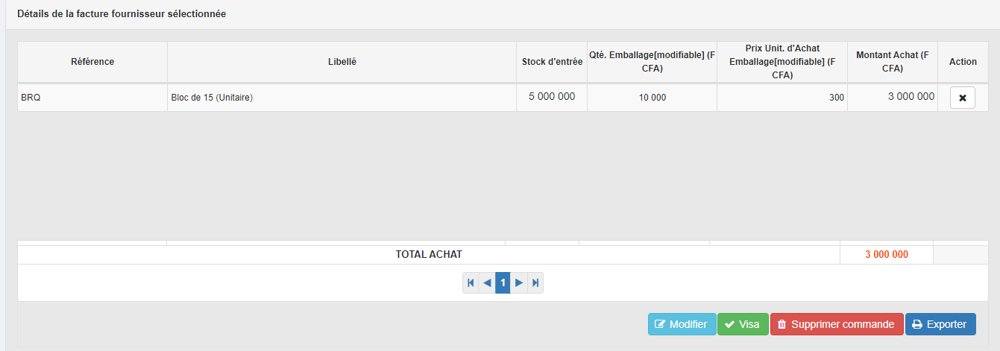 Détails de la facture fournisseur sélectionnée
Référence
Libellé
Stock d'entrée
Qté. Emballage[modifiable] (F
CFA)
Prix Unit. d'Achat
Emballage[modifiable] (F
CFA)
Montant Achat (F
CFA)
Action
BRQ
Bloc de 15 (Unitaire)
5 000 000
10 000
300
3 000 000
TOTAL ACHAT
3 000 000
1
Modifier
Visa
Supprimer commande
Exporter